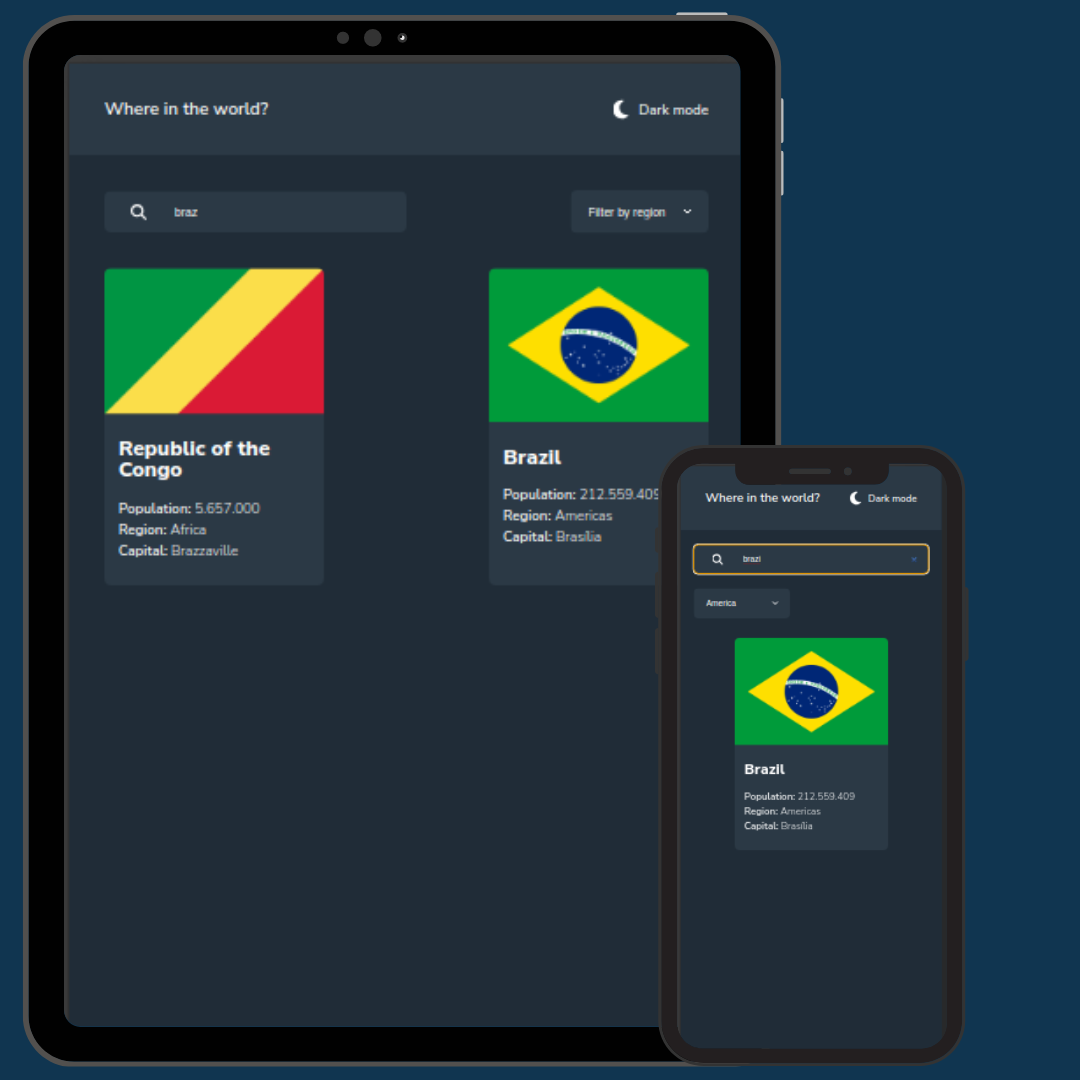 Where in the world?
Dark mode
braz
Filter by region
Republic of the
Congo
Population: 5.657.000
Region: Africa
Capital: Brazzaville
Brazil
Population: 212.559.409
Region: Americas
Capital: Brasília
Where in the world?
Dark mode
brazi
America
Brazil
Population: 212.559.409
Region: Americas
Capital: Brasília